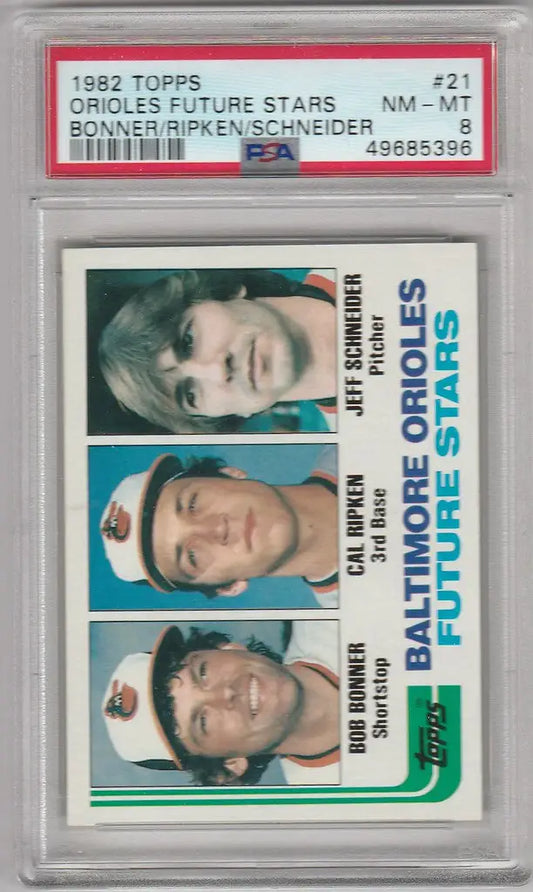 1982 TOPPS #21
ORIOLES FUTURE STARS NM - MT
BONNER/RIPKEN/SCHNEIDER 8
PSA 49685396
BOB BONNER
Shortstop
CAL RIPKEN
3rd Base
JEFF SCHNEIDER
Pitcher
topps
BALTIMORE ORIOLES
FUTURE STARS